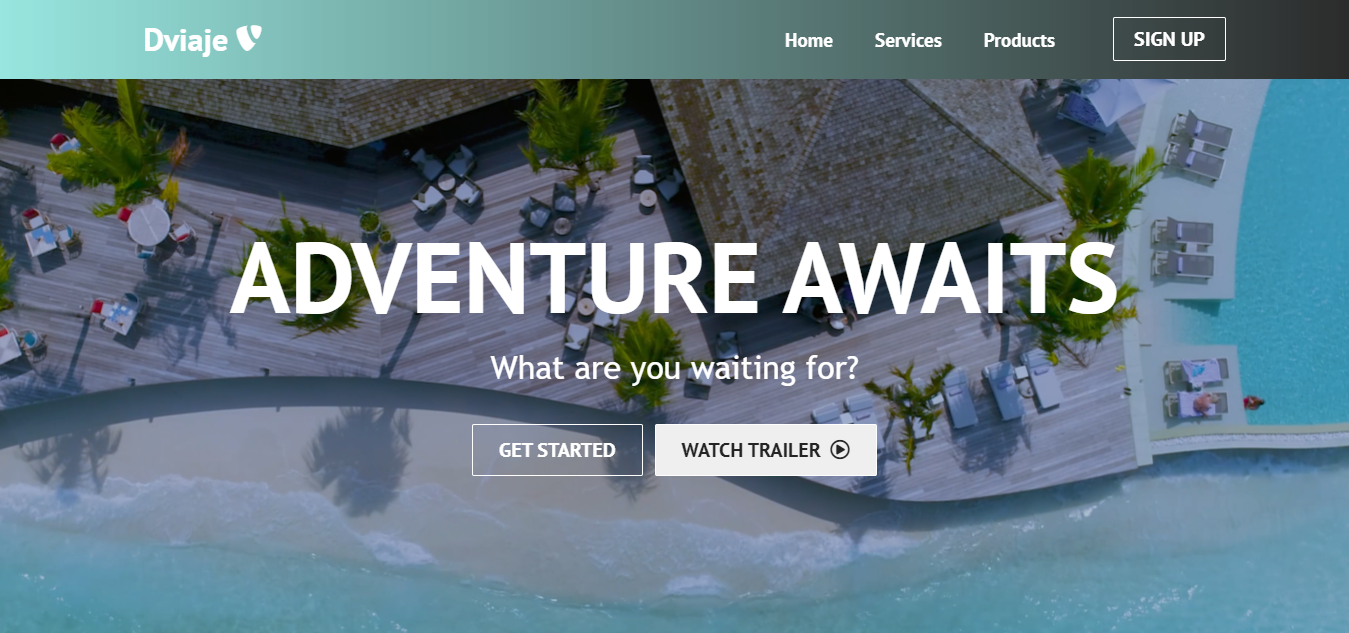 Dviaje
Home Services Products SIGN UP
ADVENTURE AWAITS
What are you waiting for?
GET STARTED WATCH TRAILER